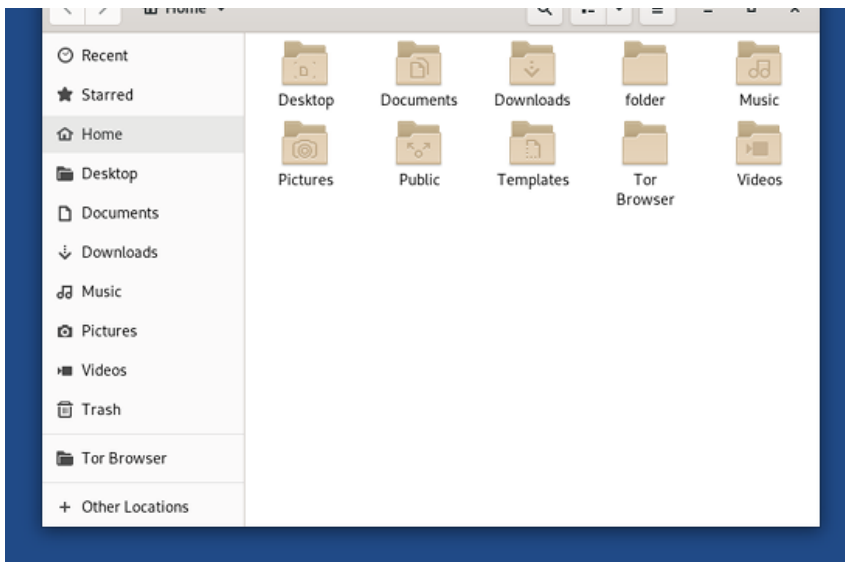 Home
Recent
Starred
Home
Desktop
Documents
Downloads
Music
Pictures
Videos
Trash
Tor Browser
+ Other Locations
Desktop
Documents
Downloads
folder
Music
Pictures
Public
Templates
Tor
Browser
Videos